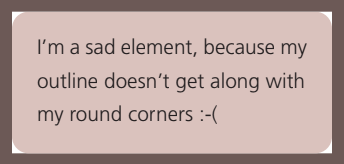 I’m a sad element, because my
outline doesn’t get along with
my round corners :-(